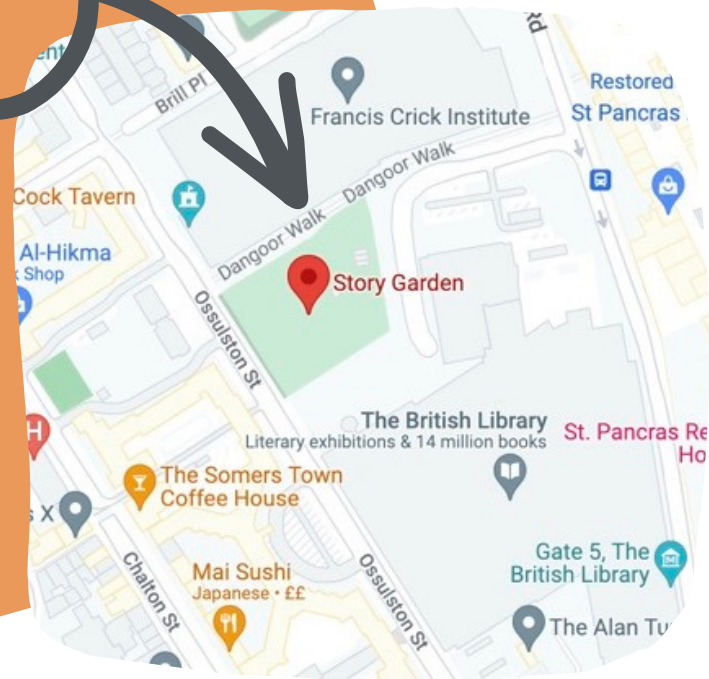 Rd
Brill Pl
Francis Crick Institute
Restored
St Pancras
Dangoor Walk
Dangoor Walk
Cock Tavern
Al-Hikma
Shop
Story Garden
Ossulston St
The British Library
Literary exhibitions & 14 million books
St. Pancras Re
Ho
H
The Somers Town
Coffee House
X
Gate 5, The
British Library
Chalton St
Mai Sushi
Japanese • ££
Ossulston St
The Alan Tu